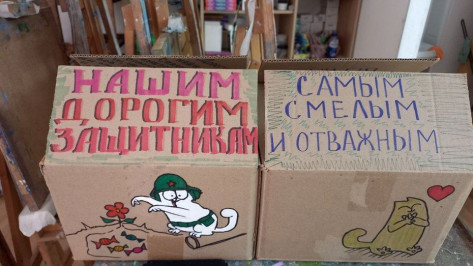 НАШИМ
ДОРОГИМ
ЗАЩИТНИКАМ
САМЫМ
СМЕЛЫМ
И ОТВАЖНЫМ